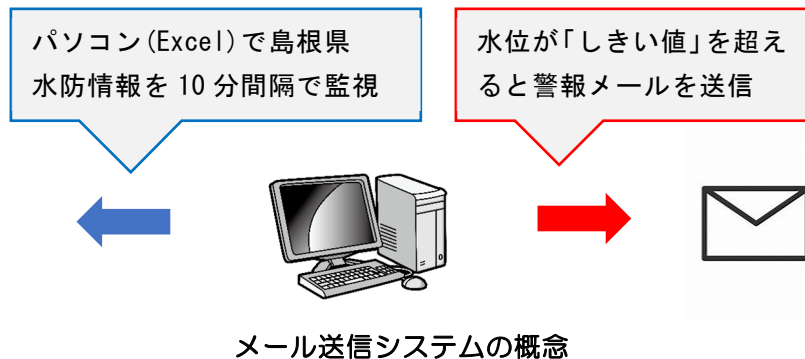 パソコン(Excel)で島根県
水防情報を10分間隔で監視
水位が「しきい値」を超え
ると警報メールを送信
メール送信システムの概念